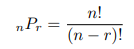 ₙPᵣ = n! / (n − r)!